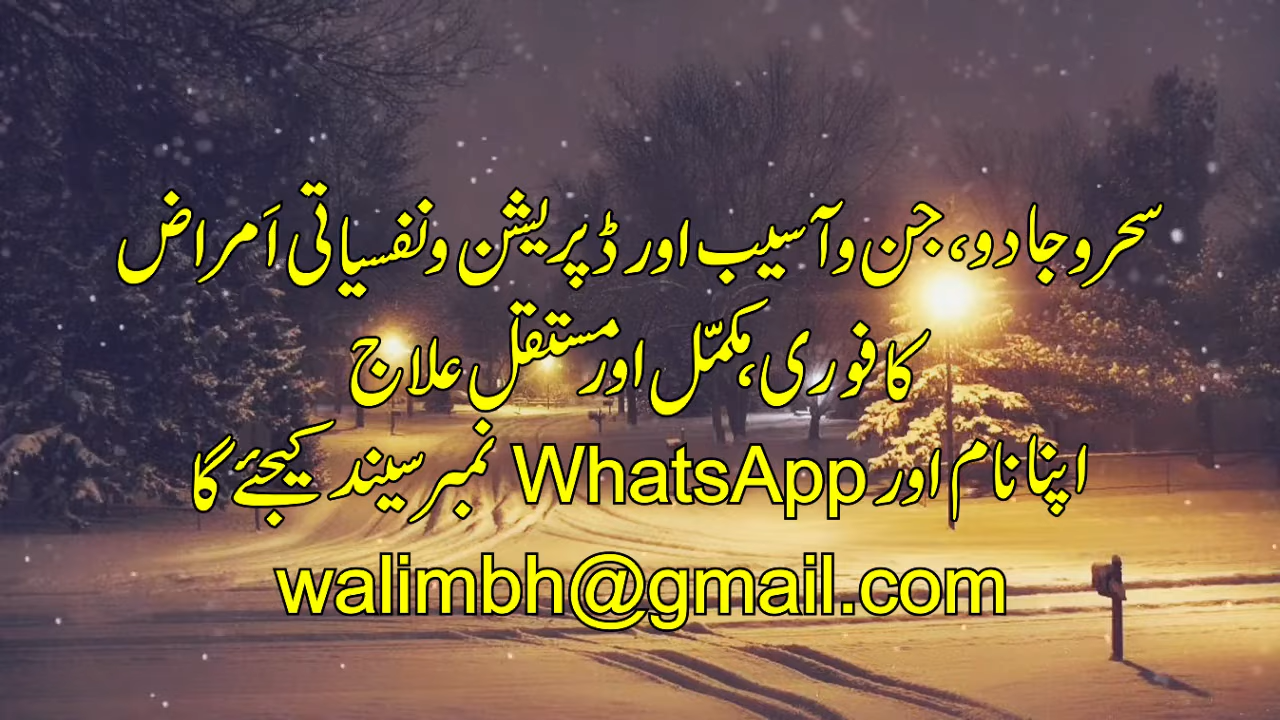 سحر و جادو، جن و آسیب اور ڈپریشن و نفسیاتی اَمراض
کا فوری، مکمّل اور مستقل علاج
اپنا نام اور WhatsApp نمبر سیند کیجئے گا
walimbh@gmail.com